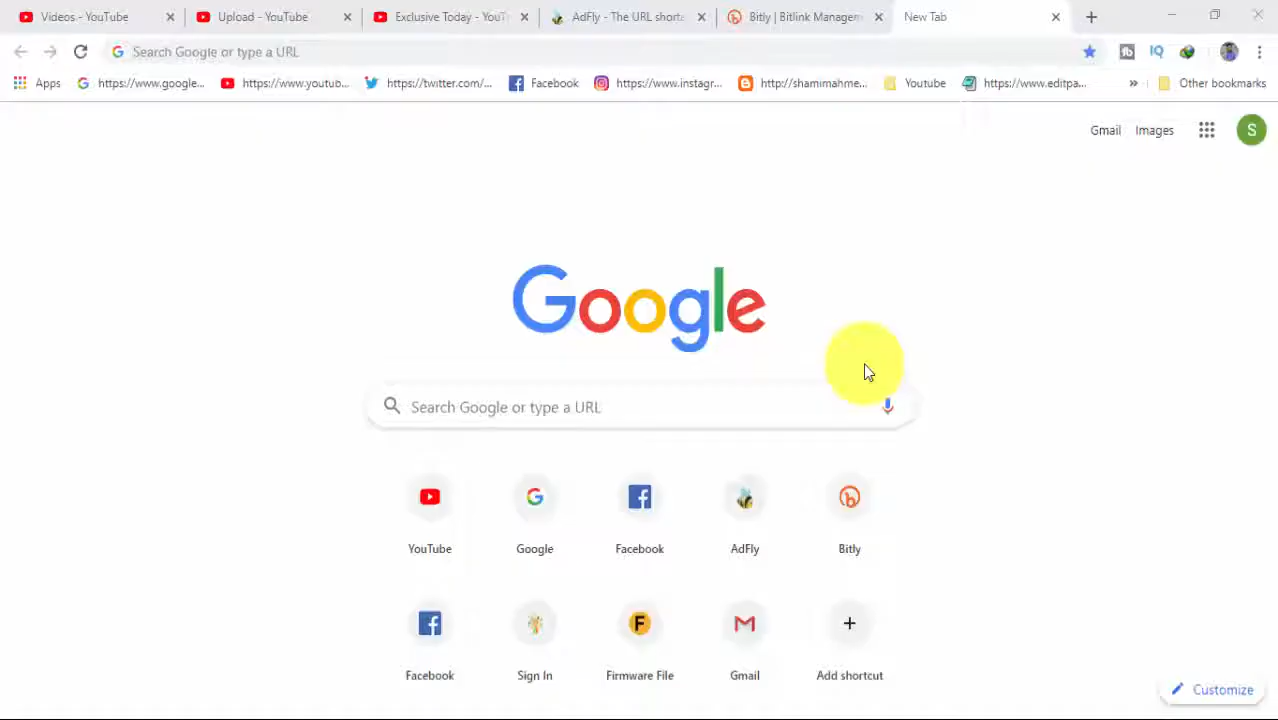 Videos - YouTube
Upload - YouTube
Exclusive Today - YouT
AdFly - The URL shorte
Bitly | Bitlink Managem
New Tab
Search Google or type a URL
Apps
https://www.google...
https://www.youtub...
https://twitter.com/...
Facebook
https://www.instagr...
http://shamimahme...
Youtube
https://www.editpa...
Other bookmarks
Gmail
Images
S
Google
Search Google or type a URL
YouTube
Google
Facebook
AdFly
Bitly
Facebook
Sign In
Firmware File
Gmail
Add shortcut
Customize